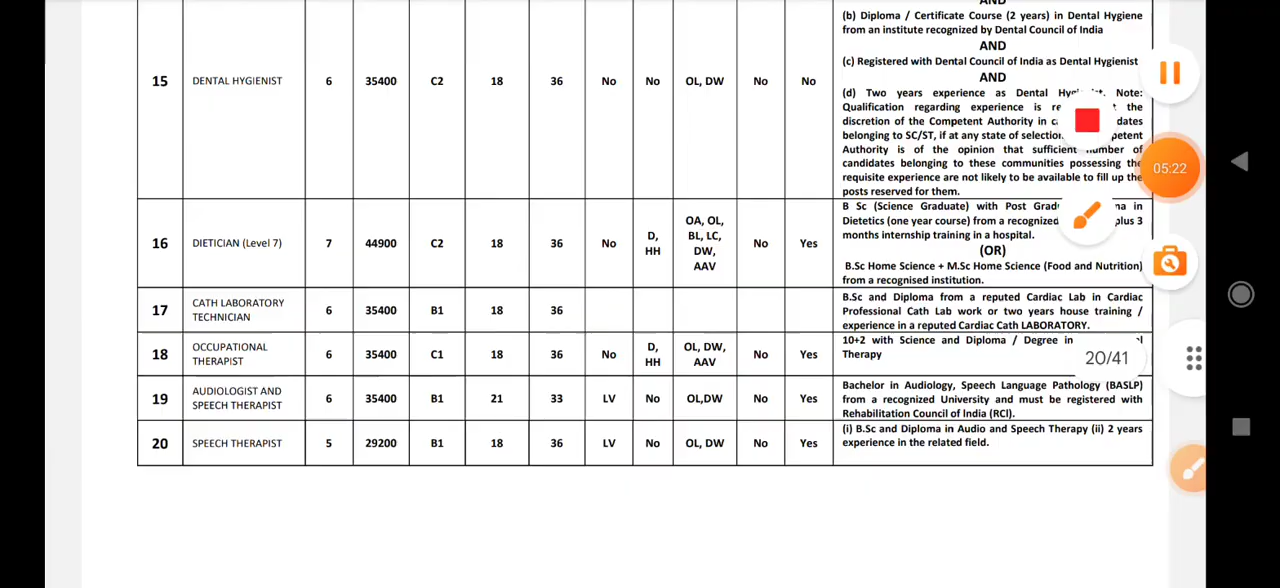 AND
(b) Diploma / Certificate Course (2 years) in Dental Hygiene
from an institute recognized by Dental Council of India
AND
(c) Registered with Dental Council of India as Dental Hygienist
AND
15 DENTAL HYGIENIST 6 35400 C2 18 36 No No OL, DW No No
(d) Two years experience as Dental Note:
Qualification regarding experience is the
discretion of the Competent Authority in
belonging to SC/ST, if at any state of
Authority is of the opinion that sufficient number of
candidates belonging to these communities possessing the
requisite experience are not likely to be available to fill up the
posts reserved for them.
16 DIETICIAN (Level 7) 7 44900 C2 18 36 No D, HH OA, OL, BL, LC, DW, AAV No Yes
B Sc (Science Graduate) with Post in
Dietetics (one year course) from a recognized plus 3
months internship training in a hospital.
(OR)
B.Sc Home Science + M.Sc Home Science (Food and Nutrition)
from a recognised institution.
17 CATH LABORATORY TECHNICIAN 6 35400 B1 18 36
B.Sc and Diploma from a reputed Cardiac Lab in Cardiac
Professional Cath Lab work or two years house training /
experience in a reputed Cardiac Cath LABORATORY.
18 OCCUPATIONAL THERAPIST 6 35400 C1 18 36 No D, HH OL, DW, AAV No Yes
10+2 with Science and Diploma / Degree in
Therapy
19 AUDIOLOGIST AND SPEECH THERAPIST 6 35400 B1 21 33 LV No OL,DW No Yes
Bachelor in Audiology, Speech Language Pathology (BASLP)
from a recognized University and must be registered with
Rehabilitation Council of India (RCI).
20 SPEECH THERAPIST 5 29200 B1 18 36 LV No OL, DW No Yes
(i) B.Sc and Diploma in Audio and Speech Therapy (ii) 2 years
experience in the related field.
05:22
20/41